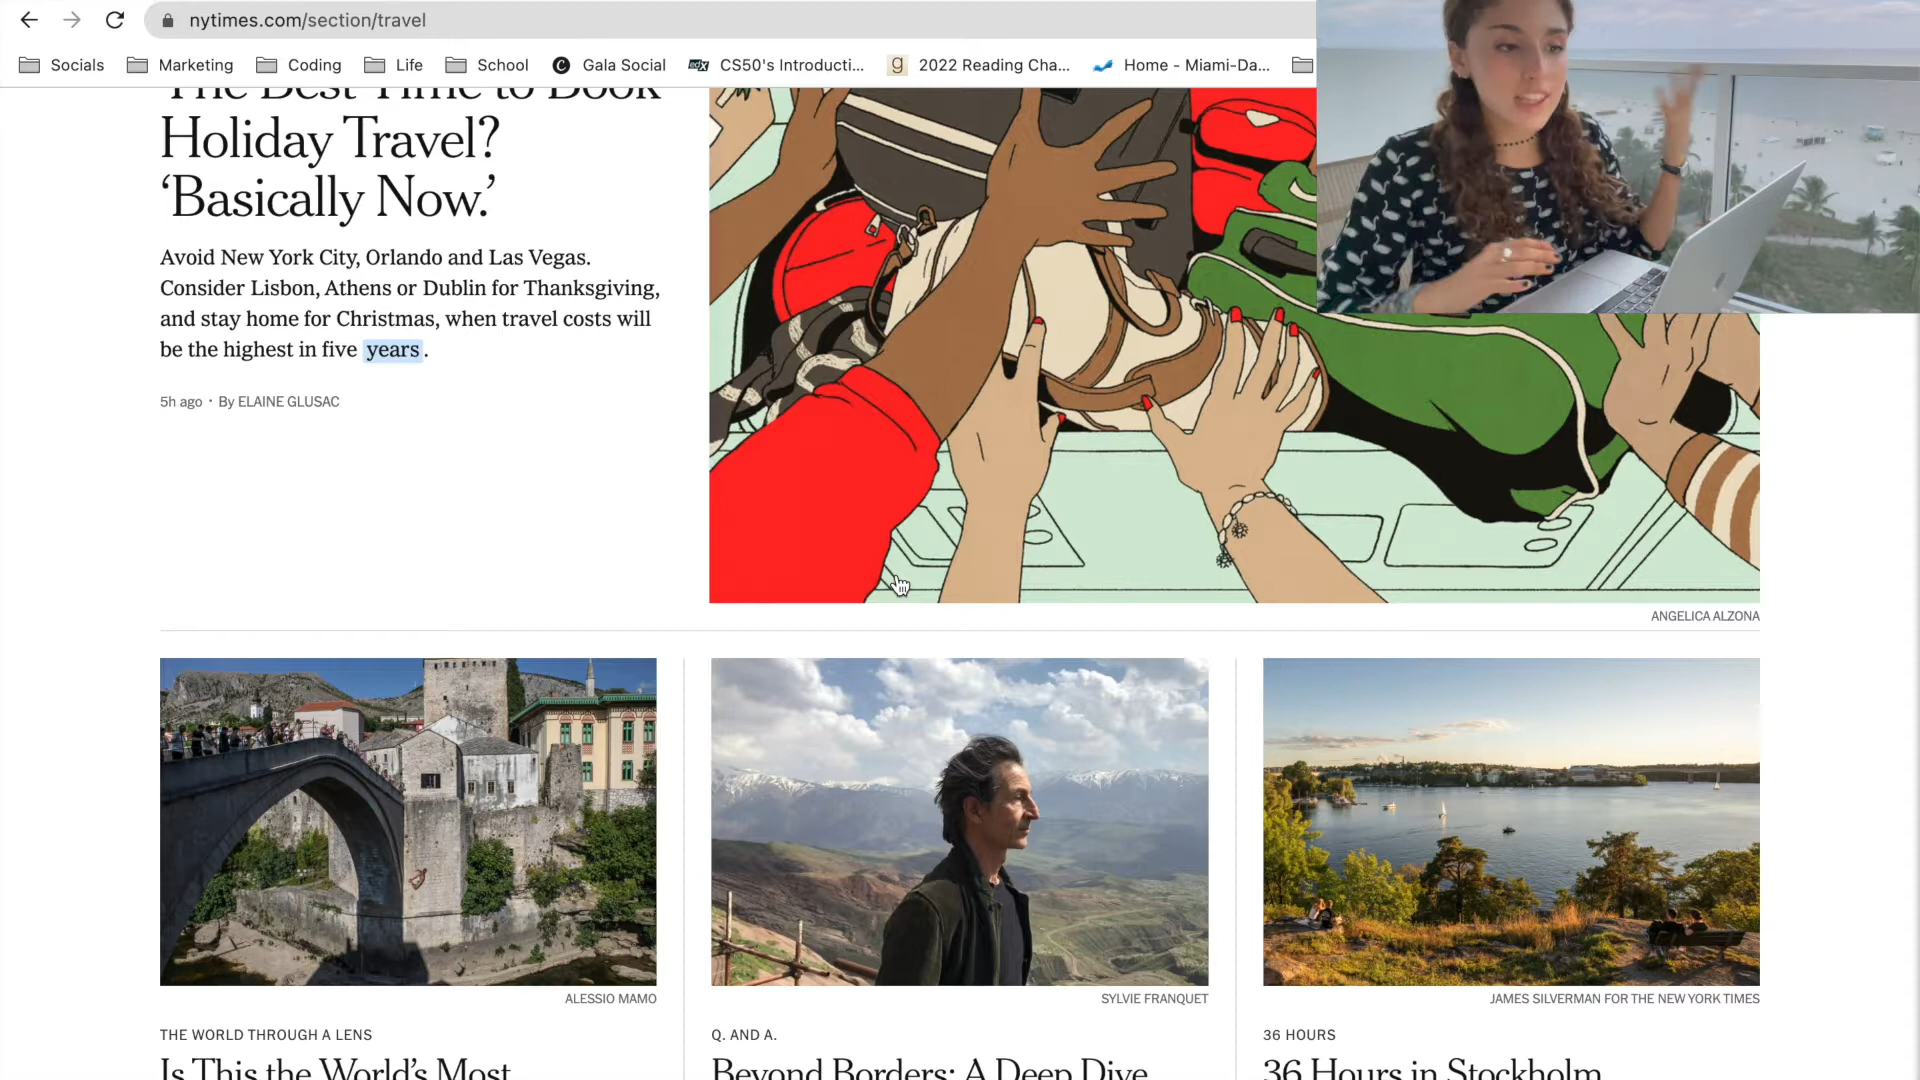 nytimes.com/section/travel
Socials Marketing Coding Life School Gala Social CS50's Introducti... 2022 Reading Cha... Home - Miami-Da...
The Best Time to Book
Holiday Travel?
‘Basically Now.’
Avoid New York City, Orlando and Las Vegas.
Consider Lisbon, Athens or Dublin for Thanksgiving,
and stay home for Christmas, when travel costs will
be the highest in five years.
5h ago · By ELAINE GLUSAC
ANGELICA ALZONA
ALESSIO MAMO
THE WORLD THROUGH A LENS
Is This the World’s Most
SYLVIE FRANQUET
Q. AND A.
Beyond Borders: A Deep Dive
JAMES SILVERMAN FOR THE NEW YORK TIMES
36 HOURS
36 Hours in Stockholm